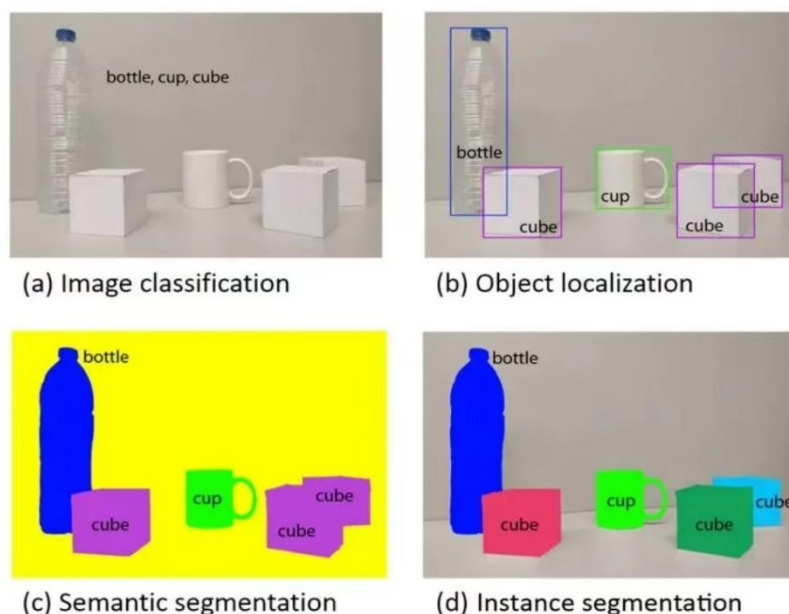 bottle, cup, cube
bottle
cup
cube
cube
cube
(a) Image classification
(b) Object localization
bottle
cup
cube
cube
cube
bottle
cup
cube
cube
cube
(c) Semantic segmentation
(d) Instance segmentation